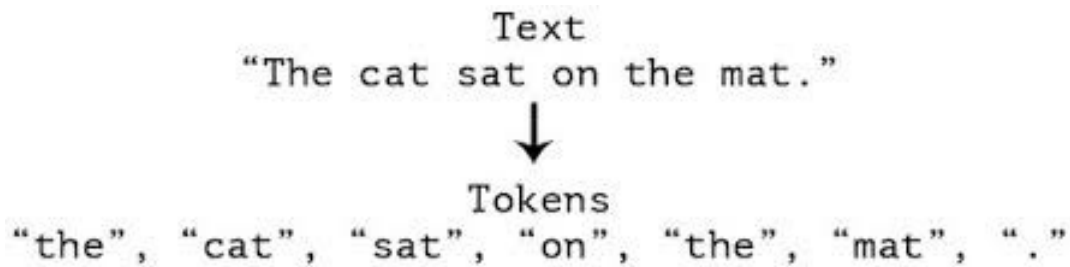 Text
“The cat sat on the mat.”
Tokens
“the”, “cat”, “sat”, “on”, “the”, “mat”, “.”